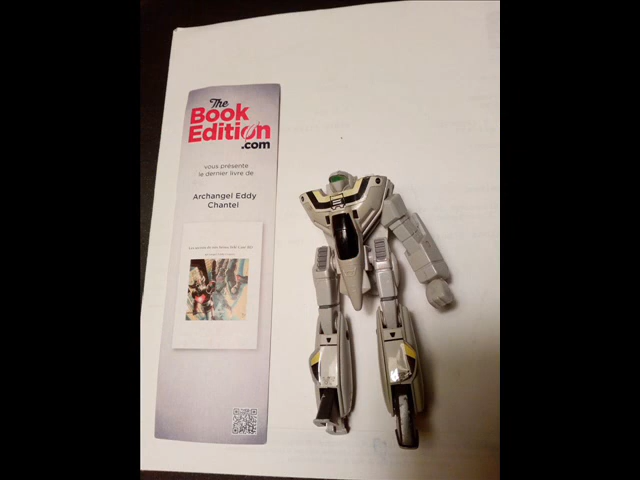 The
Book
Edition
.com
vous présente
le dernier livre de
Archangel Eddy
Chantel